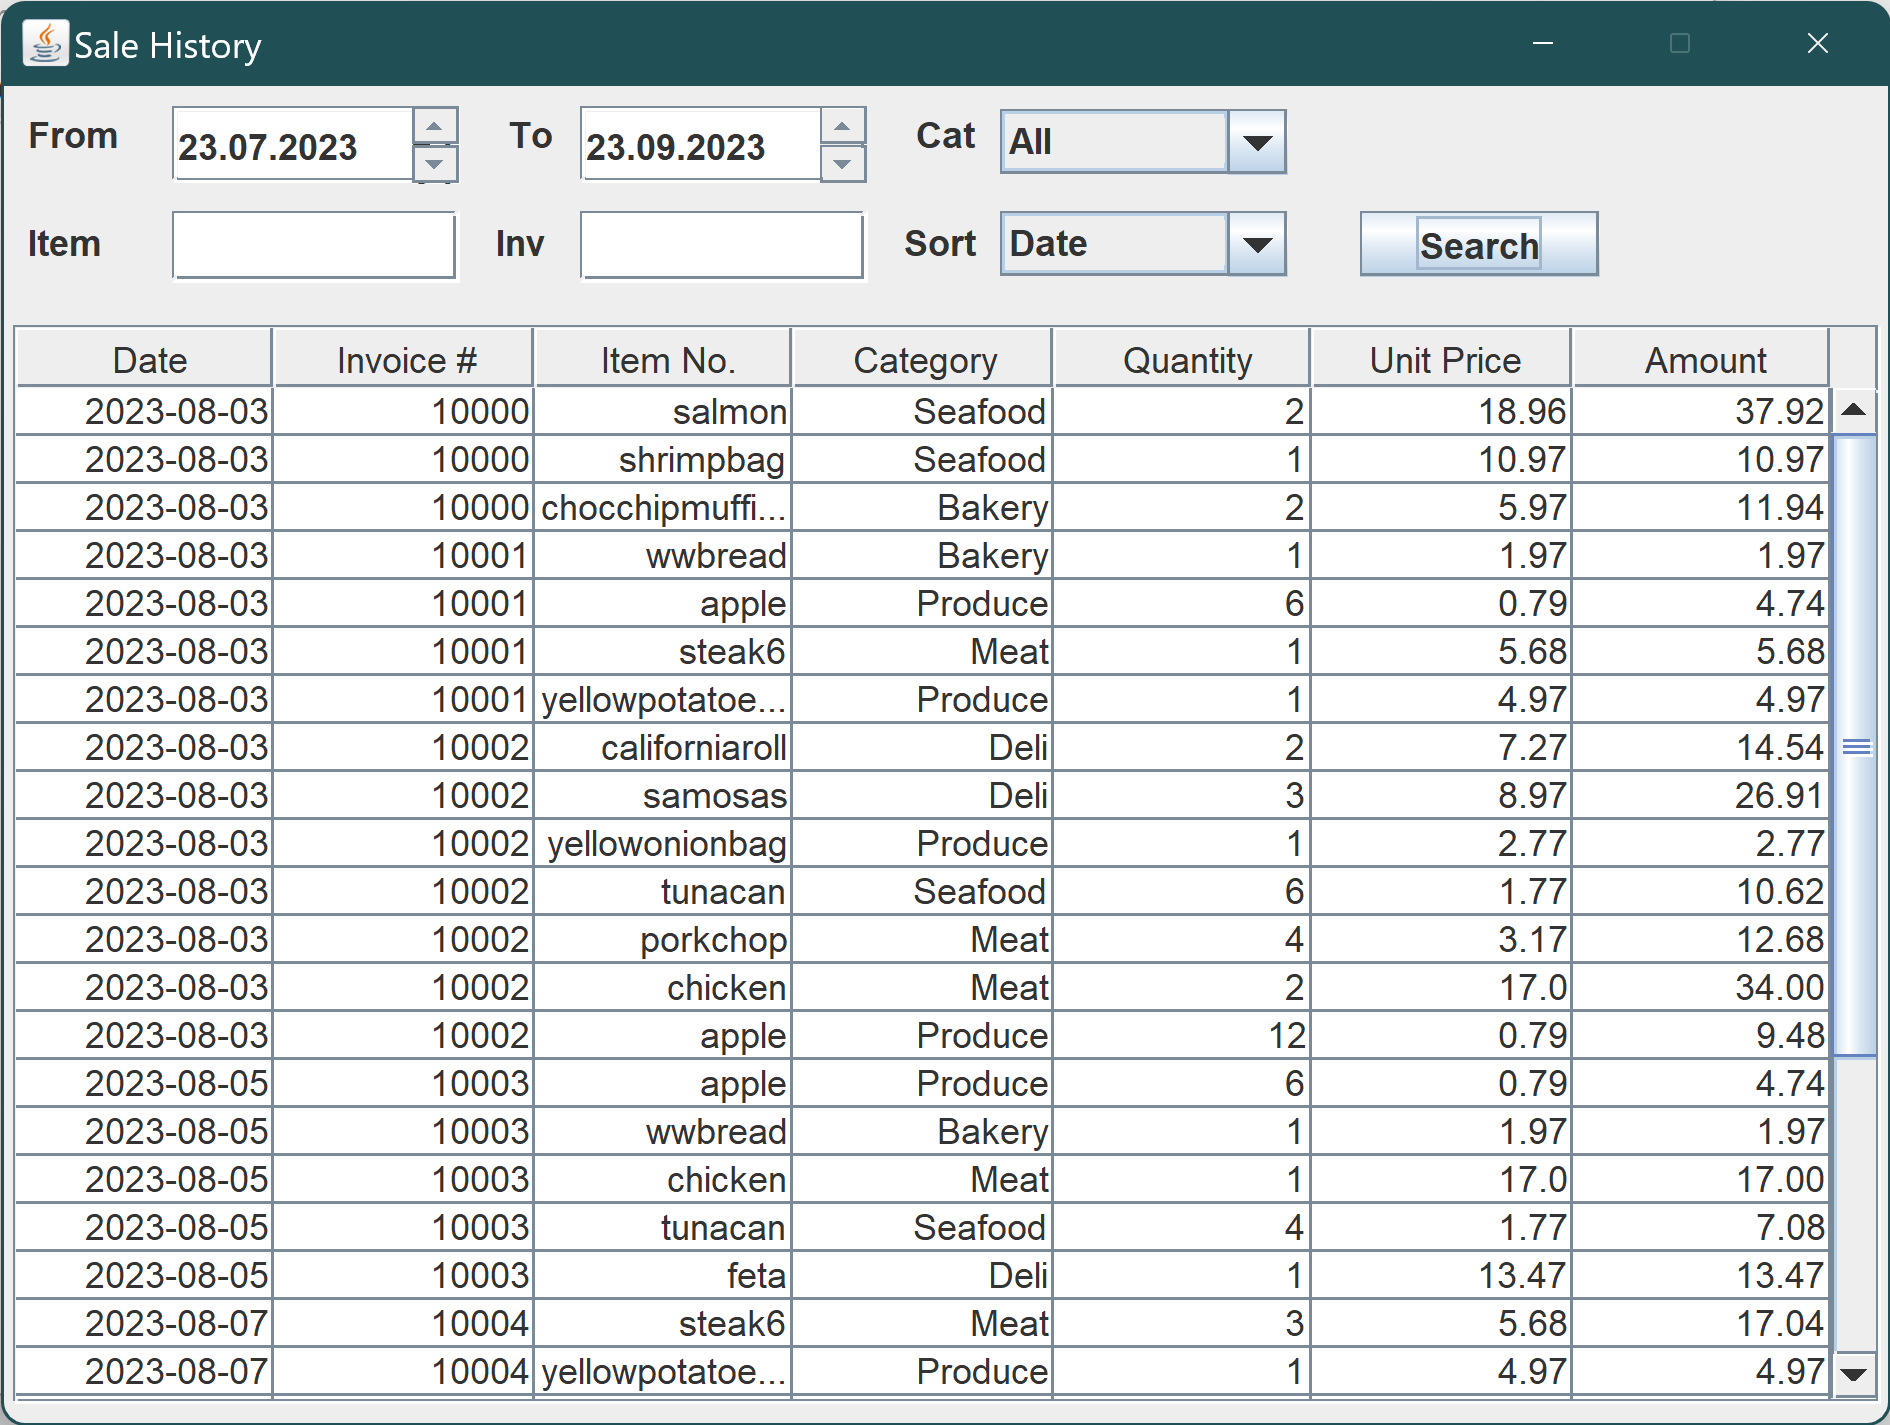 Sale History
From 23.07.2023 To 23.09.2023 Cat All
Item Inv Sort Date Search
Date Invoice # Item No. Category Quantity Unit Price Amount
2023-08-03 10000 salmon Seafood 2 18.96 37.92
2023-08-03 10000 shrimpbag Seafood 1 10.97 10.97
2023-08-03 10000 chocchipmuffi... Bakery 2 5.97 11.94
2023-08-03 10001 wwbread Bakery 1 1.97 1.97
2023-08-03 10001 apple Produce 6 0.79 4.74
2023-08-03 10001 steak6 Meat 1 5.68 5.68
2023-08-03 10001 yellowpotatoe... Produce 1 4.97 4.97
2023-08-03 10002 californiaroll Deli 2 7.27 14.54
2023-08-03 10002 samosas Deli 3 8.97 26.91
2023-08-03 10002 yellowonionbag Produce 1 2.77 2.77
2023-08-03 10002 tunacan Seafood 6 1.77 10.62
2023-08-03 10002 porkchop Meat 4 3.17 12.68
2023-08-03 10002 chicken Meat 2 17.0 34.00
2023-08-03 10002 apple Produce 12 0.79 9.48
2023-08-05 10003 apple Produce 6 0.79 4.74
2023-08-05 10003 wwbread Bakery 1 1.97 1.97
2023-08-05 10003 chicken Meat 1 17.0 17.00
2023-08-05 10003 tunacan Seafood 4 1.77 7.08
2023-08-05 10003 feta Deli 1 13.47 13.47
2023-08-07 10004 steak6 Meat 3 5.68 17.04
2023-08-07 10004 yellowpotatoe... Produce 1 4.97 4.97